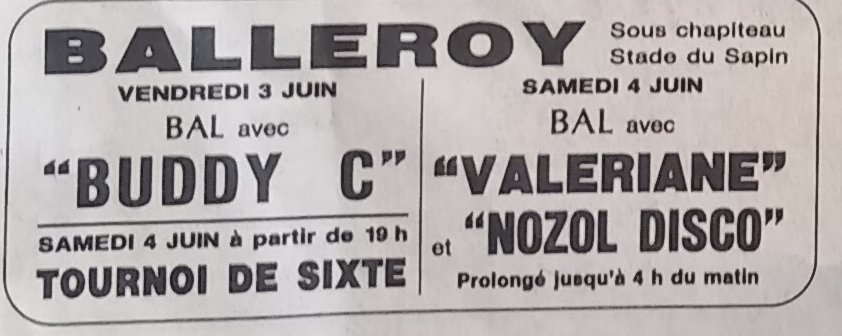 BALLEROY
Sous chapiteau
Stade du Sapin
VENDREDI 3 JUIN
BAL avec
"BUDDY C"
SAMEDI 4 JUIN à partir de 19 h
TOURNOI DE SIXTE
SAMEDI 4 JUIN
BAL avec
"VALERIANE"
et "NOZOL DISCO"
Prolongé jusqu'à 4 h du matin